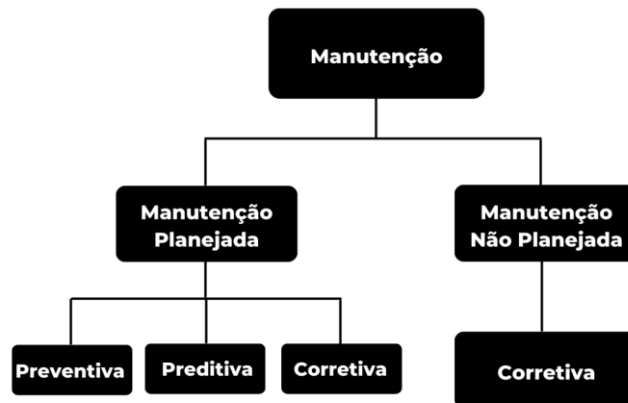 Manutenção
Manutenção
Planejada
Manutenção
Não Planejada
Preventiva
Preditiva
Corretiva
Corretiva